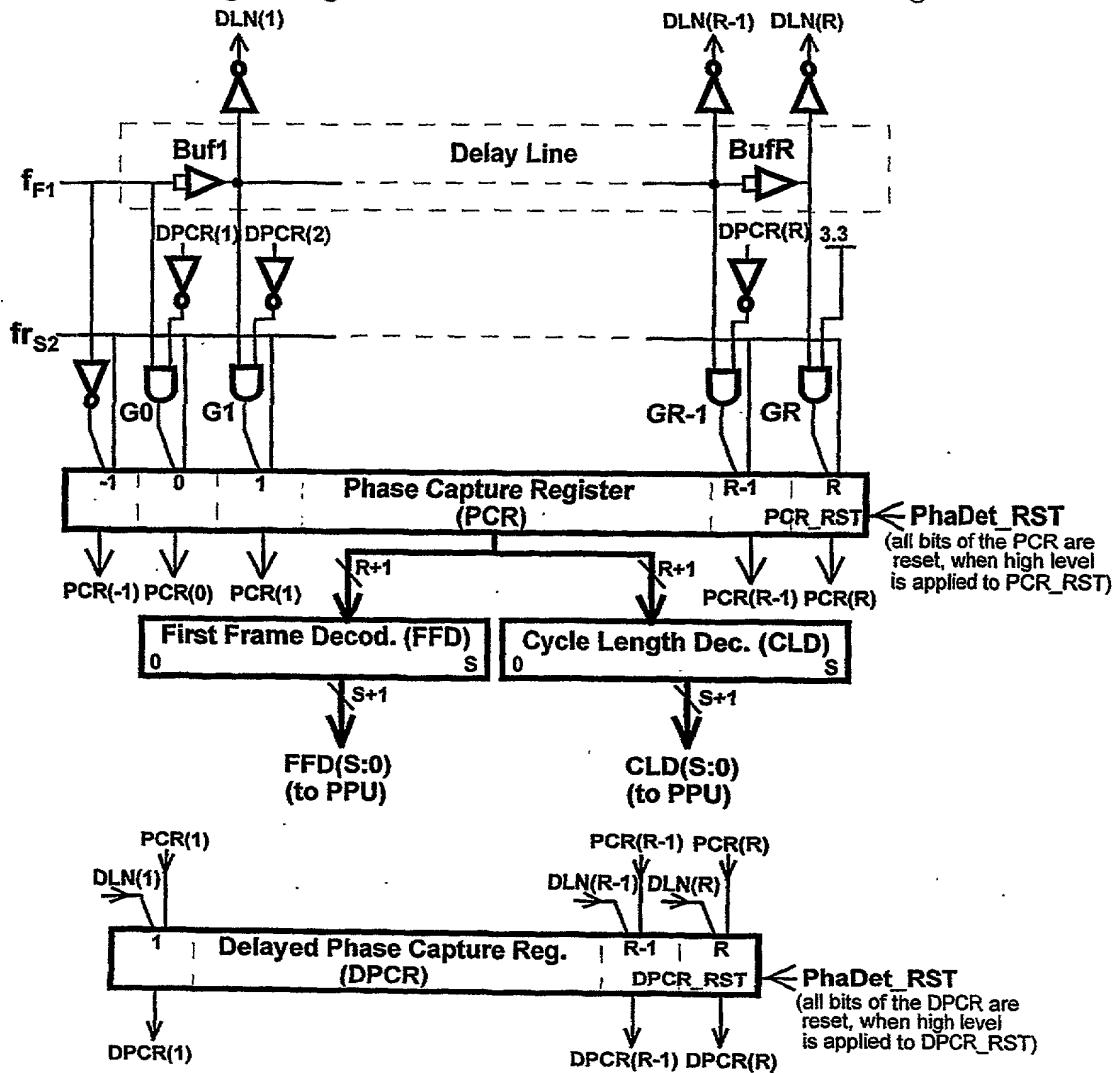 DLN(1) DLN(R-1) DLN(R)
Buf1 Delay Line BufR
fF1
DPCR(1) DPCR(2) DPCR(R) 3.3
frS2
G0 G1 GR-1 GR
-1 0 1 Phase Capture Register R-1 R
(PCR) PCR_RST PhaDet_RST
(all bits of the PCR are
reset, when high level
is applied to PCR_RST)
R+1 R+1
PCR(-1) PCR(0) PCR(1) PCR(R-1) PCR(R)
First Frame Decod. (FFD) Cycle Length Dec. (CLD)
0 S 0 S
S+1 S+1
FFD(S:0) CLD(S:0)
(to PPU) (to PPU)
PCR(1) PCR(R-1) PCR(R)
DLN(1) DLN(R-1) DLN(R)
1 Delayed Phase Capture Reg. R-1 R
(DPCR) DPCR_RST PhaDet_RST
(all bits of the DPCR are
reset, when high level
is applied to DPCR_RST)
DPCR(1) DPCR(R-1) DPCR(R)